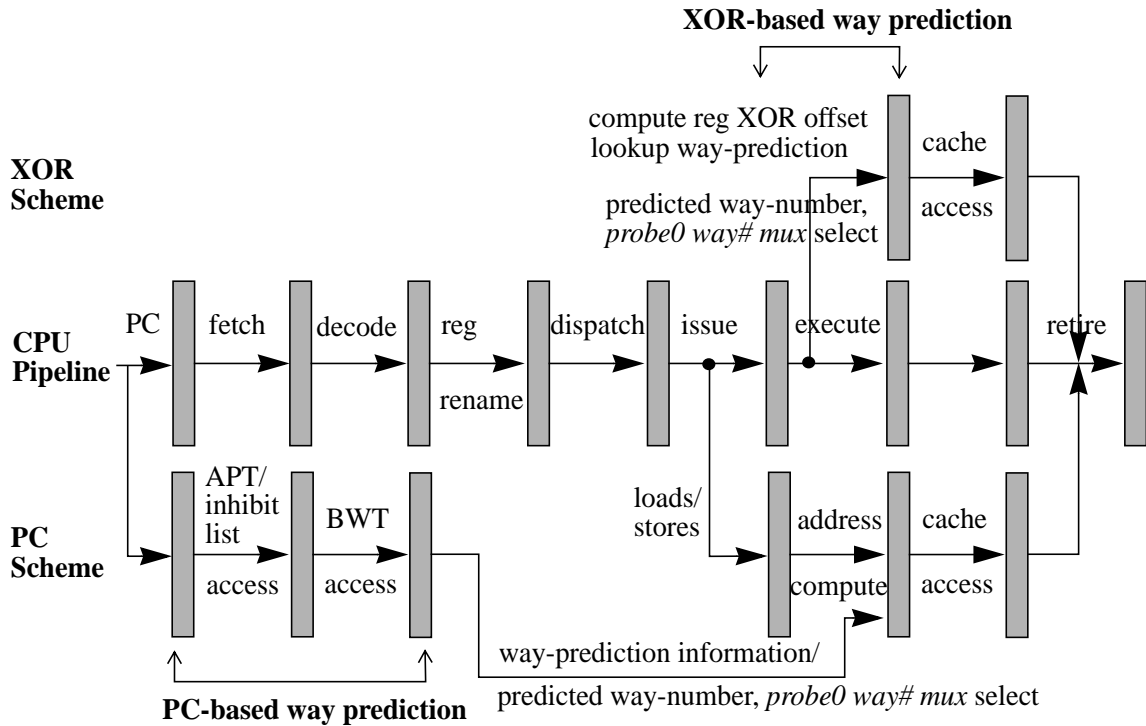 XOR-based way prediction
compute reg XOR offset
lookup way-prediction
cache
access
XOR
Scheme
predicted way-number,
probe0 way# mux select
CPU
Pipeline
PC
fetch
decode
reg
rename
dispatch
issue
execute
retire
PC
Scheme
APT/
inhibit
list
access
BWT
access
loads/
stores
address
compute
cache
access
way-prediction information/
predicted way-number, probe0 way# mux select
PC-based way prediction